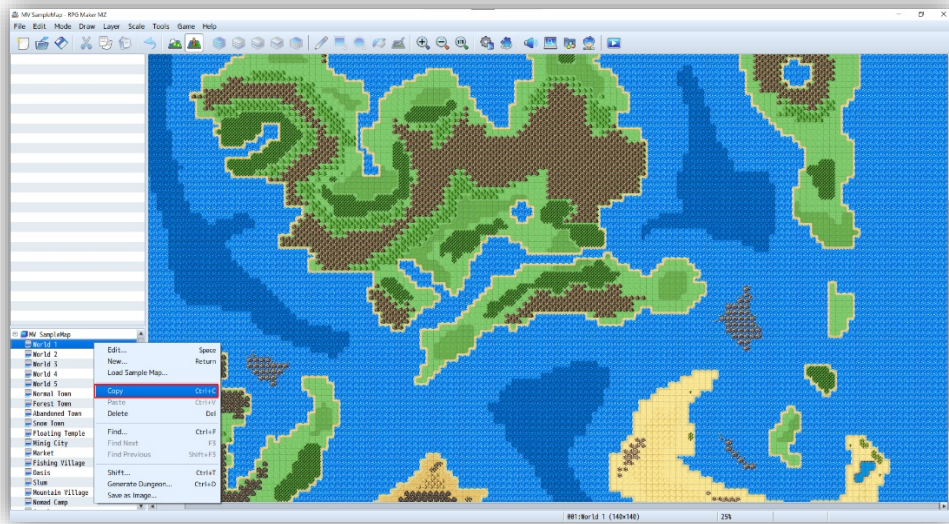 MV SampleMap - RPG Maker MZ
File Edit Mode Draw Layer Scale Tools Game Help
MV SampleMap
World 1
World 2
World 3
World 4
World 5
Normal Town
Forest Town
Abandoned Town
Snow Town
Floating Temple
Minig City
Market
Fishing Village
Oasis
Slum
Mountain Village
Nomad Camp
Edit... Space
New... Return
Load Sample Map...
Copy Ctrl+C
Paste Ctrl+V
Delete Del
Find... Ctrl+F
Find Next F3
Find Previous Shift+F3
Shift... Ctrl+T
Generate Dungeon... Ctrl+D
Save as Image...
001:World 1 (140×140) 25%